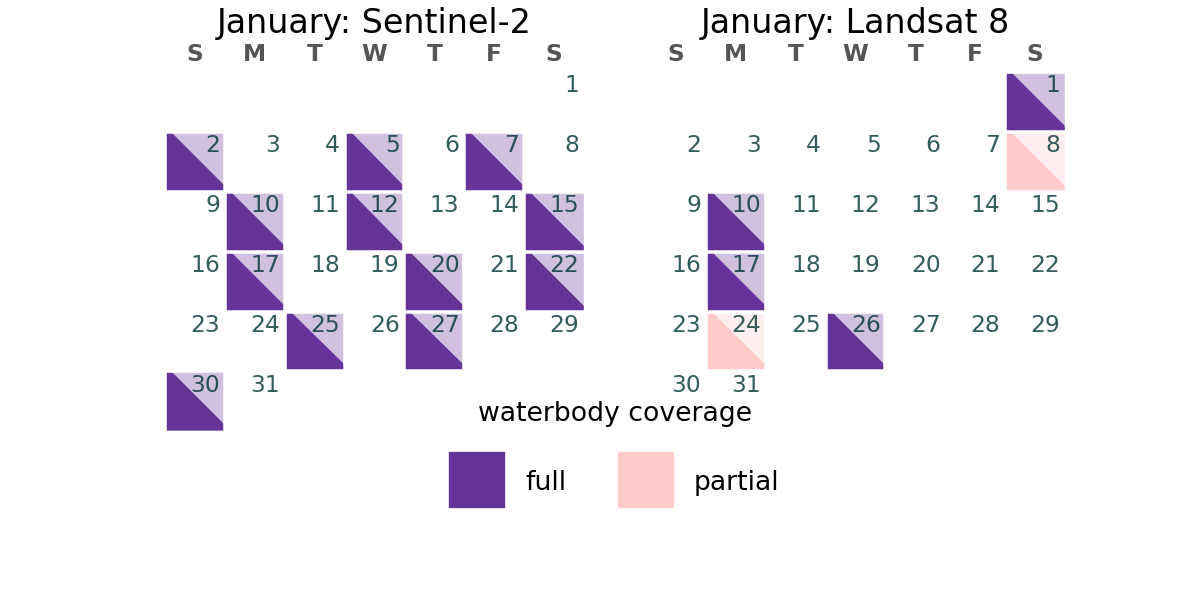 January: Sentinel-2
S M T W T F S
1
2 3 4 5 6 7 8
9 10 11 12 13 14 15
16 17 18 19 20 21 22
23 24 25 26 27 28 29
30 31
January: Landsat 8
S M T W T F S
1
2 3 4 5 6 7 8
9 10 11 12 13 14 15
16 17 18 19 20 21 22
23 24 25 26 27 28 29
30 31
waterbody coverage
full partial